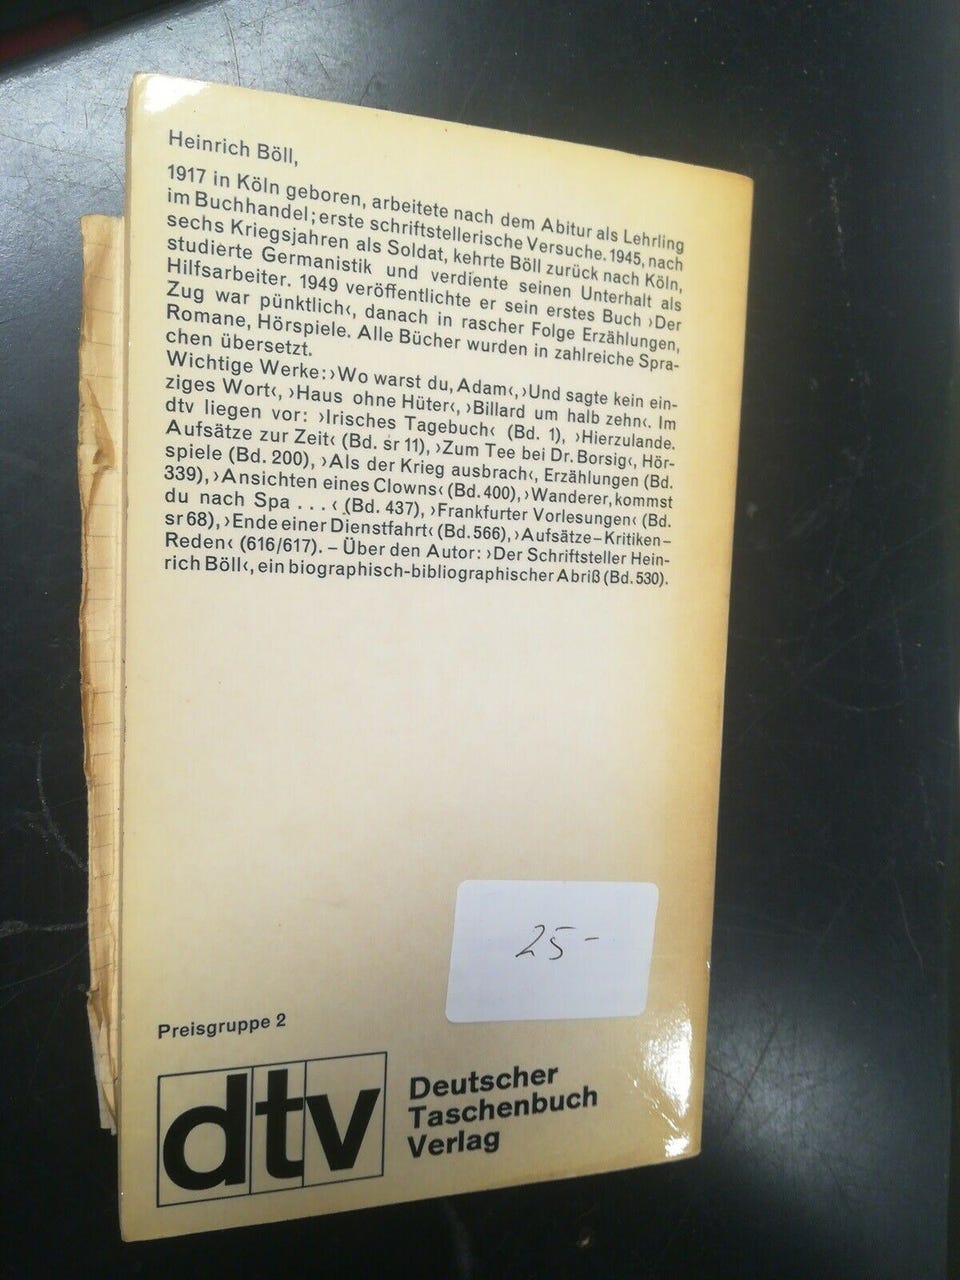 Heinrich Böll,
1917 in Köln geboren, arbeitete nach dem Abitur als Lehrling
im Buchhandel; erste schriftstellerische Versuche. 1945, nach
sechs Kriegsjahren als Soldat, kehrte Böll zurück nach Köln,
studierte Germanistik und verdiente seinen Unterhalt als
Hilfsarbeiter. 1949 veröffentlichte er sein erstes Buch ›Der
Zug war pünktlich‹, danach in rascher Folge Erzählungen,
Romane, Hörspiele. Alle Bücher wurden in zahlreiche Spra-
chen übersetzt.
Wichtige Werke: ›Wo warst du, Adam‹, ›Und sagte kein ein-
ziges Wort‹, ›Haus ohne Hüter‹, ›Billard um halb zehn‹. Im
dtv liegen vor: ›Irisches Tagebuch‹ (Bd. 1), ›Hierzulande.
Aufsätze zur Zeit‹ (Bd. sr 11), ›Zum Tee bei Dr. Borsig‹, Hör-
spiele (Bd. 200), ›Als der Krieg ausbrach‹, Erzählungen (Bd.
339), ›Ansichten eines Clowns‹ (Bd. 400), ›Wanderer, kommst
du nach Spa . . . ‹ (Bd. 437), ›Frankfurter Vorlesungen‹ (Bd.
sr 68), ›Ende einer Dienstfahrt‹ (Bd. 566), ›Aufsätze – Kritiken –
Reden‹ (616/617). – Über den Autor: ›Der Schriftsteller Hein-
rich Böll‹, ein biographisch-bibliographischer Abriß (Bd. 530).
25-
Preisgruppe 2
dtv
Deutscher
Taschenbuch
Verlag